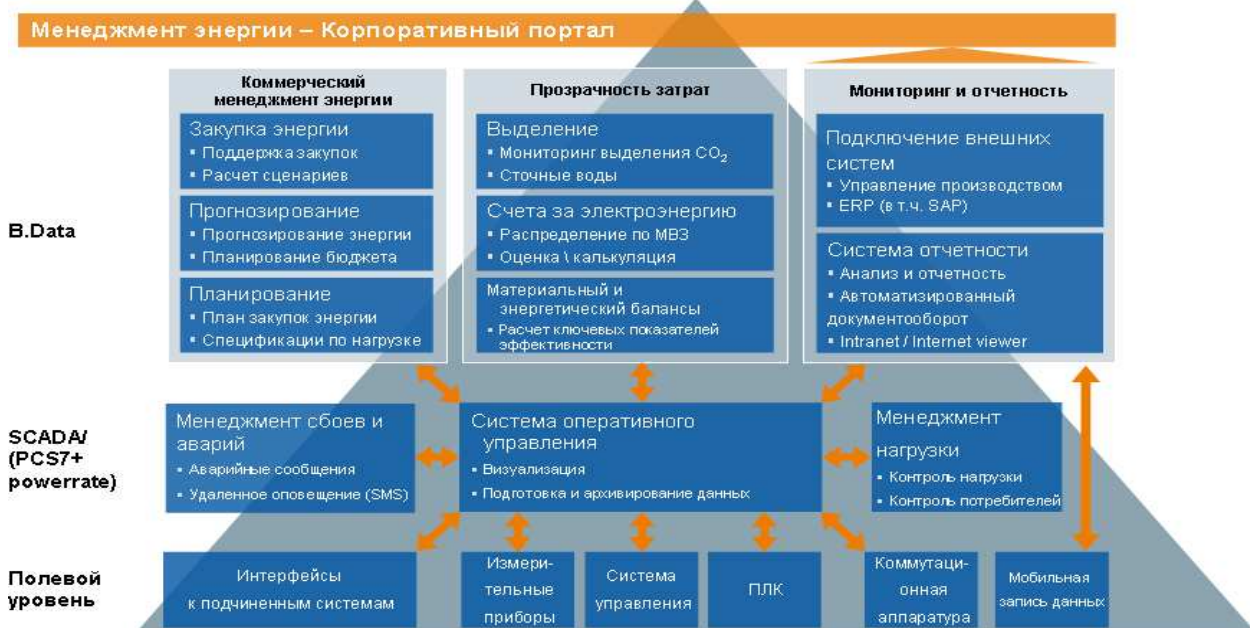 Менеджмент энергии – Корпоративный портал
Коммерческий
менеджмент энергии
Закупка энергии
▪ Поддержка закупок
▪ Расчет сценариев
Прогнозирование
▪ Прогнозирование энергии
▪ Планирование бюджета
Планирование
▪ План закупок энергии
▪ Спецификации по нагрузке
Прозрачность затрат
Выделение
▪ Мониторинг выделения CO₂
▪ Сточные воды
Счета за электроэнергию
▪ Распределение по МВЗ
▪ Оценка \ калькуляция
Материальный и
энергетический балансы
▪ Расчет ключевых показателей
эффективности
Мониторинг и отчетность
Подключение внешних
систем
▪ Управление производством
▪ ERP (в т.ч. SAP)
Система отчетности
▪ Анализ и отчетность
▪ Автоматизированный
документооборот
▪ Intranet / Internet viewer
B.Data
SCADA/
(PCS7+
powerrate)
Менеджмент сбоев и
аварий
▪ Аварийные сообщения
▪ Удаленное оповещение (SMS)
Система оперативного
управления
▪ Визуализация
▪ Подготовка и архивирование данных
Менеджмент
нагрузки
▪ Контроль нагрузки
▪ Контроль потребителей
Полевой
уровень
Интерфейсы
к подчиненным системам
Измери-
тельные
приборы
Система
управления
ПЛК
Коммутаци-
онная
аппаратура
Мобильная
запись данных